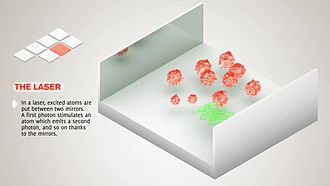 THE LASER
In a laser, excited atoms are
put between two mirrors.
A first photon stimulates an
atom which emits a second
photon, and so on thanks
to the mirrors.